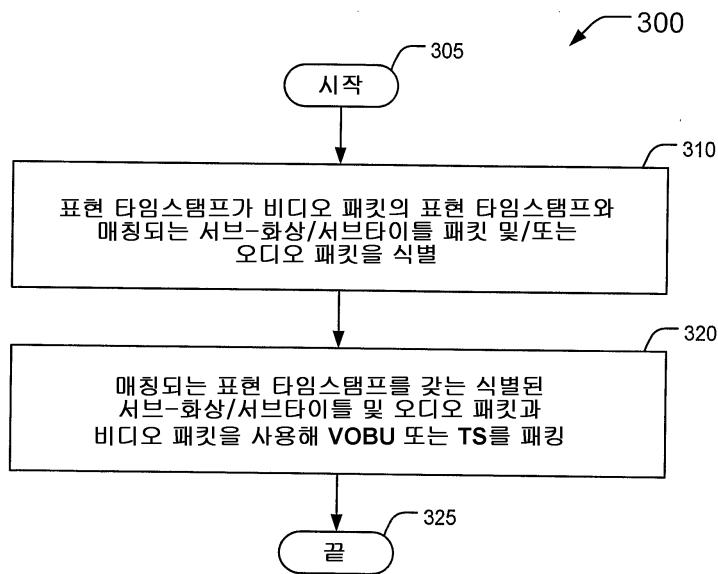 300
305
시작
310
표현 타임스탬프가 비디오 패킷의 표현 타임스탬프와
매칭되는 서브-화상/서브타이틀 패킷 및/또는
오디오 패킷을 식별
320
매칭되는 표현 타임스탬프를 갖는 식별된
서브-화상/서브타이틀 및 오디오 패킷과
비디오 패킷을 사용해 VOBU 또는 TS를 패킹
325
끝